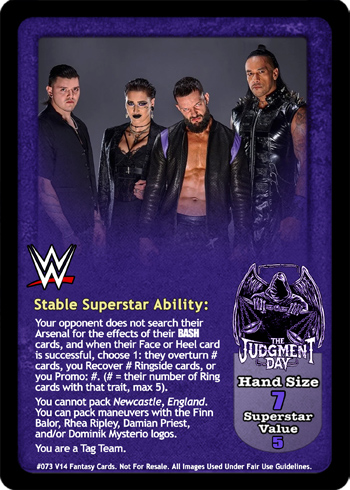 W
Stable Superstar Ability:
Your opponent does not search their
Arsenal for the effects of their BASH
cards, and when their Face or Heel card
is successful, choose 1: they overturn #
cards, you Recover # Ringside cards, or
you Promo: #. (# = their number of Ring
cards with that trait, max 5).
You cannot pack Newcastle, England.
You can pack maneuvers with the Finn
Balor, Rhea Ripley, Damian Priest,
and/or Dominik Mysterio logos.
You are a Tag Team.
THE
JUDGMENT
DAY
Hand Size
7
Superstar
Value
5
#073 V14 Fantasy Cards. Not For Resale. All Images Used Under Fair Use Guidelines.